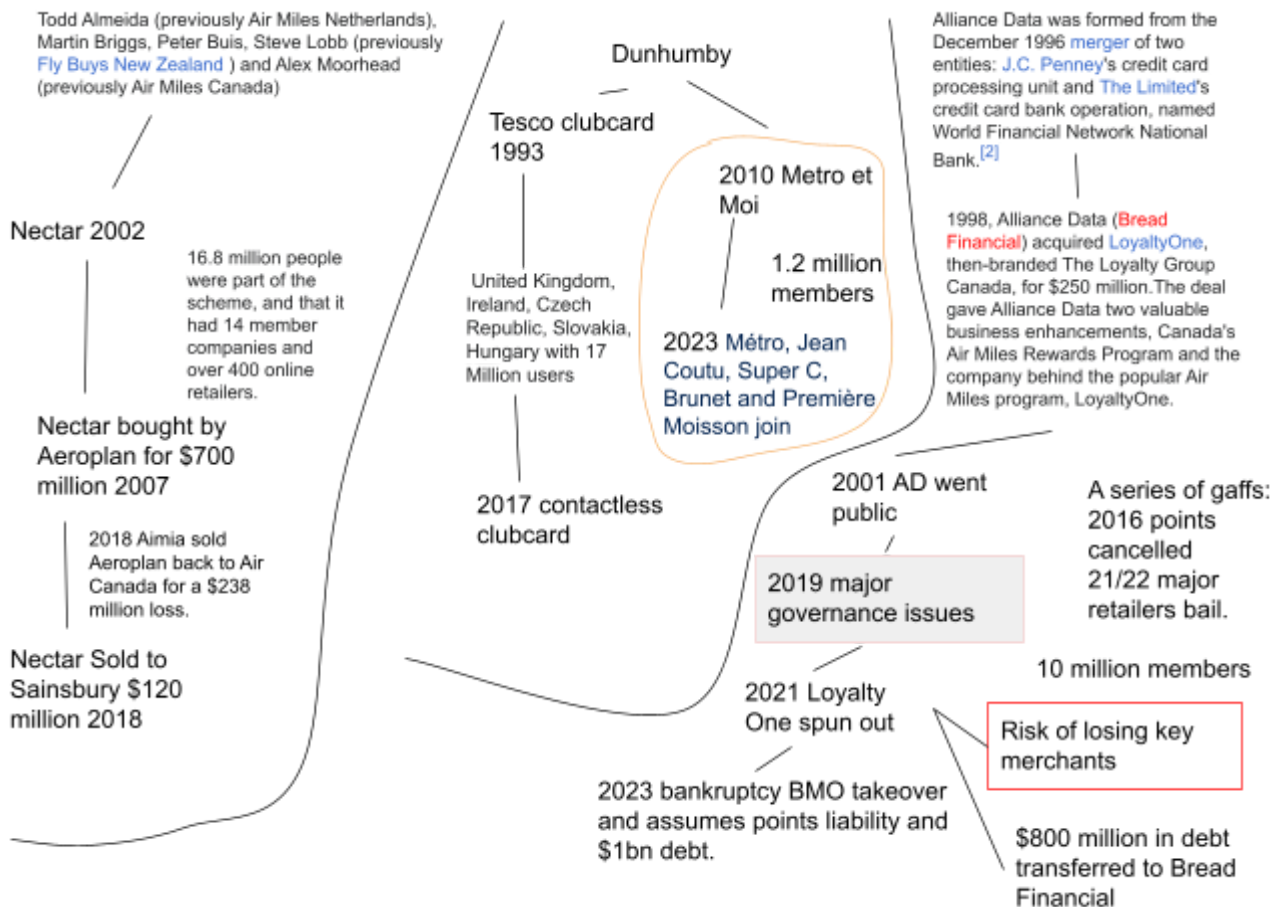 Todd Almeida (previously Air Miles Netherlands),
Martin Briggs, Peter Buis, Steve Lobb (previously
Fly Buys New Zealand ) and Alex Moorhead
(previously Air Miles Canada)
Nectar 2002
16.8 million people
were part of the
scheme, and that it
had 14 member
companies and
over 400 online
retailers.
Nectar bought by
Aeroplan for $700
million 2007
2018 Aimia sold
Aeroplan back to Air
Canada for a $238
million loss.
Nectar Sold to
Sainsbury $120
million 2018
Dunhumby
Tesco clubcard
1993
United Kingdom,
Ireland, Czech
Republic, Slovakia,
Hungary with 17
Million users
2017 contactless
clubcard
2010 Metro et
Moi
1.2 million
members
2023 Métro, Jean
Coutu, Super C,
Brunet and Première
Moisson join
Alliance Data was formed from the
December 1996 merger of two
entities: J.C. Penney's credit card
processing unit and The Limited's
credit card bank operation, named
World Financial Network National
Bank.[2]
1998, Alliance Data (Bread
Financial) acquired LoyaltyOne,
then-branded The Loyalty Group
Canada, for $250 million.The deal
gave Alliance Data two valuable
business enhancements, Canada's
Air Miles Rewards Program and the
company behind the popular Air
Miles program, LoyaltyOne.
2001 AD went
public
2019 major
governance issues
2021 Loyalty
One spun out
2023 bankruptcy BMO takeover
and assumes points liability and
$1bn debt.
A series of gaffs:
2016 points
cancelled
21/22 major
retailers bail.
10 million members
Risk of losing key
merchants
$800 million in debt
transferred to Bread
Financial